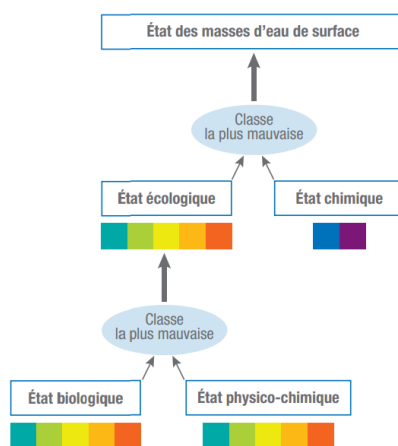 État des masses d'eau de surface
Classe
la plus mauvaise
État écologique
État chimique
Classe
la plus mauvaise
État biologique
État physico-chimique